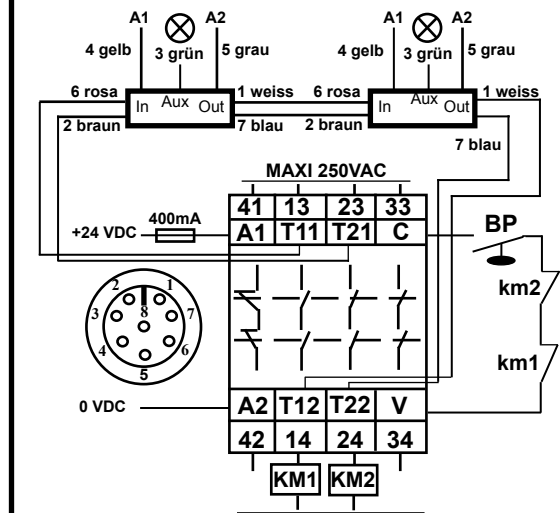 A1 A2 A1 A2
4 gelb 3 grün 5 grau 4 gelb 3 grün 5 grau
6 rosa In Aux Out 1 weiss 6 rosa In Aux Out 1 weiss
2 braun 7 blau 2 braun 7 blau
MAXI 250VAC
41 13 23 33
+24 VDC 400mA A1 T11 T21 C BP
km2
2 1
3 8 7
4 6
5
km1
0 VDC A2 T12 T22 V
42 14 24 34
KM1 KM2